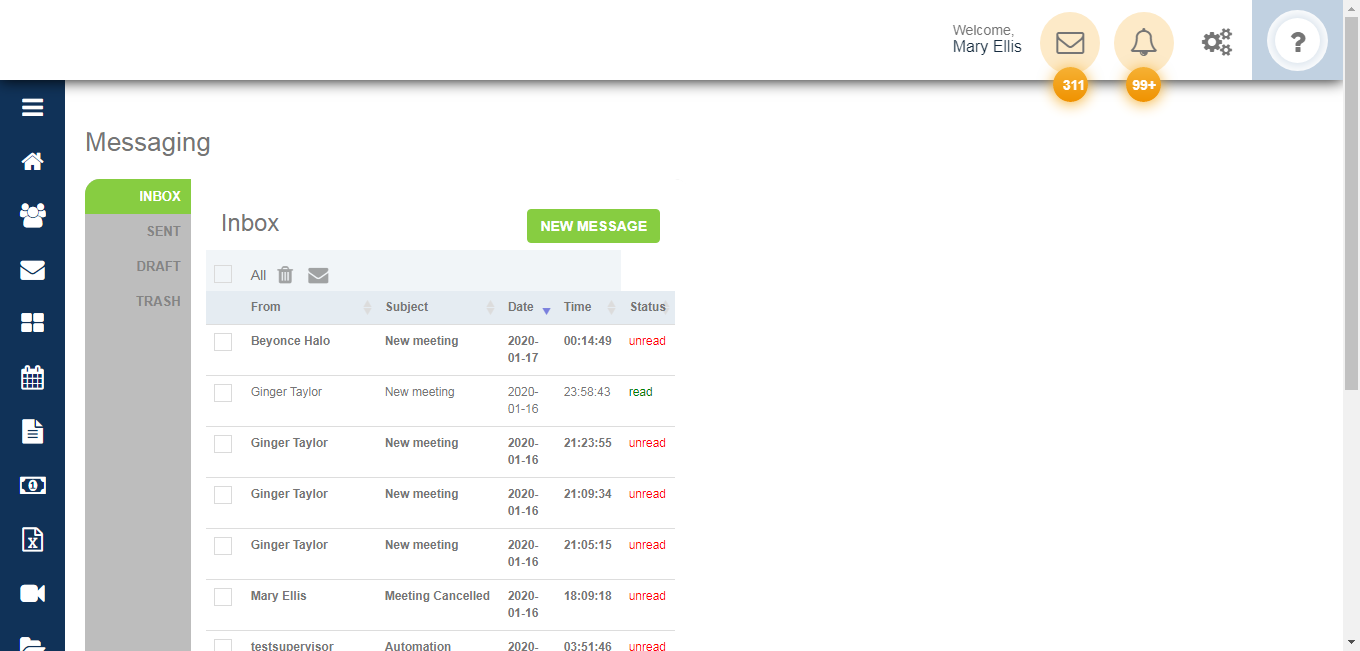 Welcome,
Mary Ellis
311
99+
?
Messaging
INBOX
SENT
DRAFT
TRASH
Inbox
NEW MESSAGE
All
From Subject Date Time Status
Beyonce Halo New meeting 2020-01-17 00:14:49 unread
Ginger Taylor New meeting 2020-01-16 23:58:43 read
Ginger Taylor New meeting 2020-01-16 21:23:55 unread
Ginger Taylor New meeting 2020-01-16 21:09:34 unread
Ginger Taylor New meeting 2020-01-16 21:05:15 unread
Mary Ellis Meeting Cancelled 2020-01-16 18:09:18 unread
testsupervisor Automation 2020- 03:51:46 unread